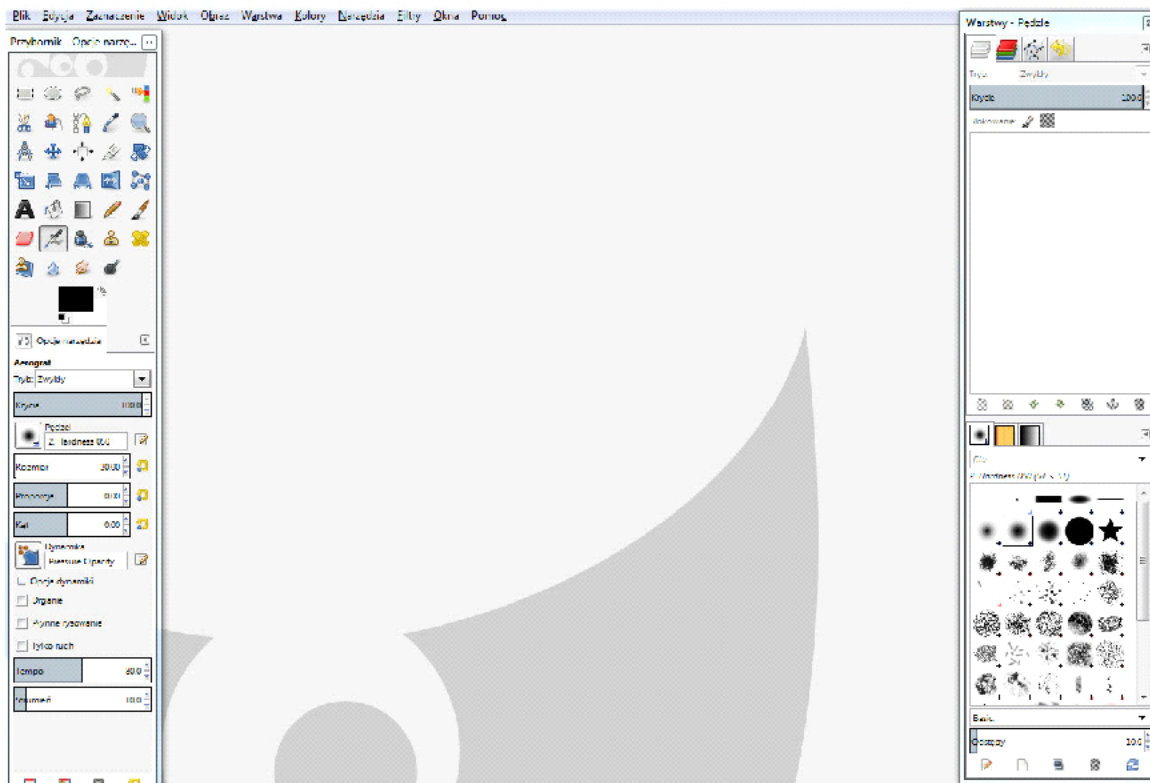 Plik Edycja Zaznaczenie Widok Obraz Warstwa Kolory Narzędzia Filtry Okna Pomoc
Przybornik Opcje narzę...
Opcje narzędzia
Aerograf
Tryb: Zwykły
Krycie 100.0
Pędzel
2. Hardness 050
Rozmiar 20.00
Proporcje 0.00
Kąt 0.00
Dynamika
Pressure Opacity
Opcje dynamiki
Drganie
Płynne rysowanie
Tylko ruch
Tempo 80.0
Strumień 10.0
Warstwy - Pędzle
Tryb: Zwykły
Krycie 100.0
Blokowanie:
2. Hardness 050
Basic,
Odstępy 10.0